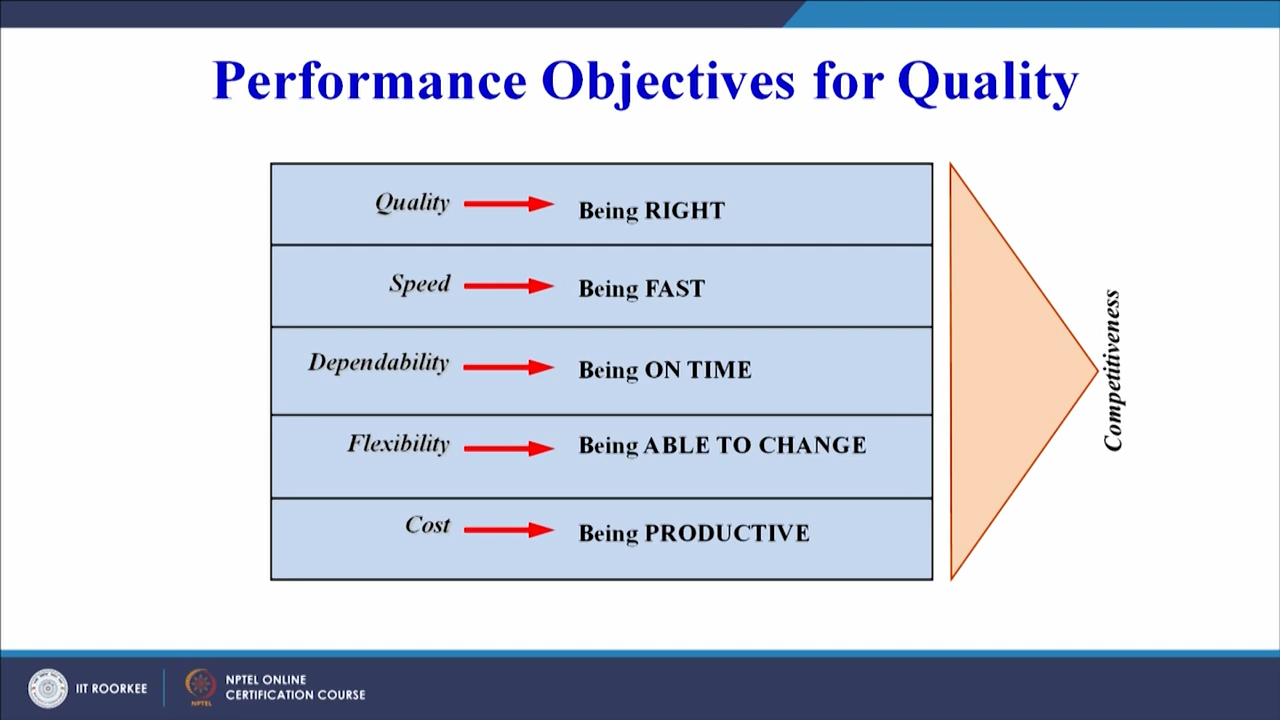 Performance Objectives for Quality
Quality Being RIGHT
Speed Being FAST
Dependability Being ON TIME
Flexibility Being ABLE TO CHANGE
Cost Being PRODUCTIVE
Competitiveness
IIT ROORKEE
NPTEL
NPTEL ONLINE
CERTIFICATION COURSE